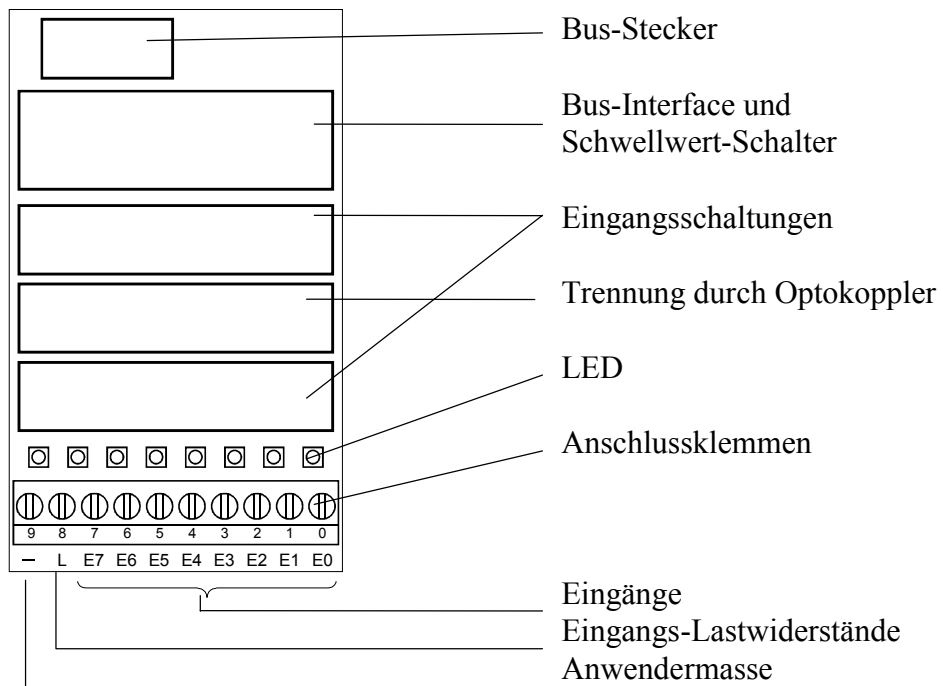 Bus-Stecker
Bus-Interface und
Schwellwert-Schalter
Eingangsschaltungen
Trennung durch Optokoppler
LED
Anschlussklemmen
9 8 7 6 5 4 3 2 1 0
– L E7 E6 E5 E4 E3 E2 E1 E0
Eingänge
Eingangs-Lastwiderstände
Anwendermasse